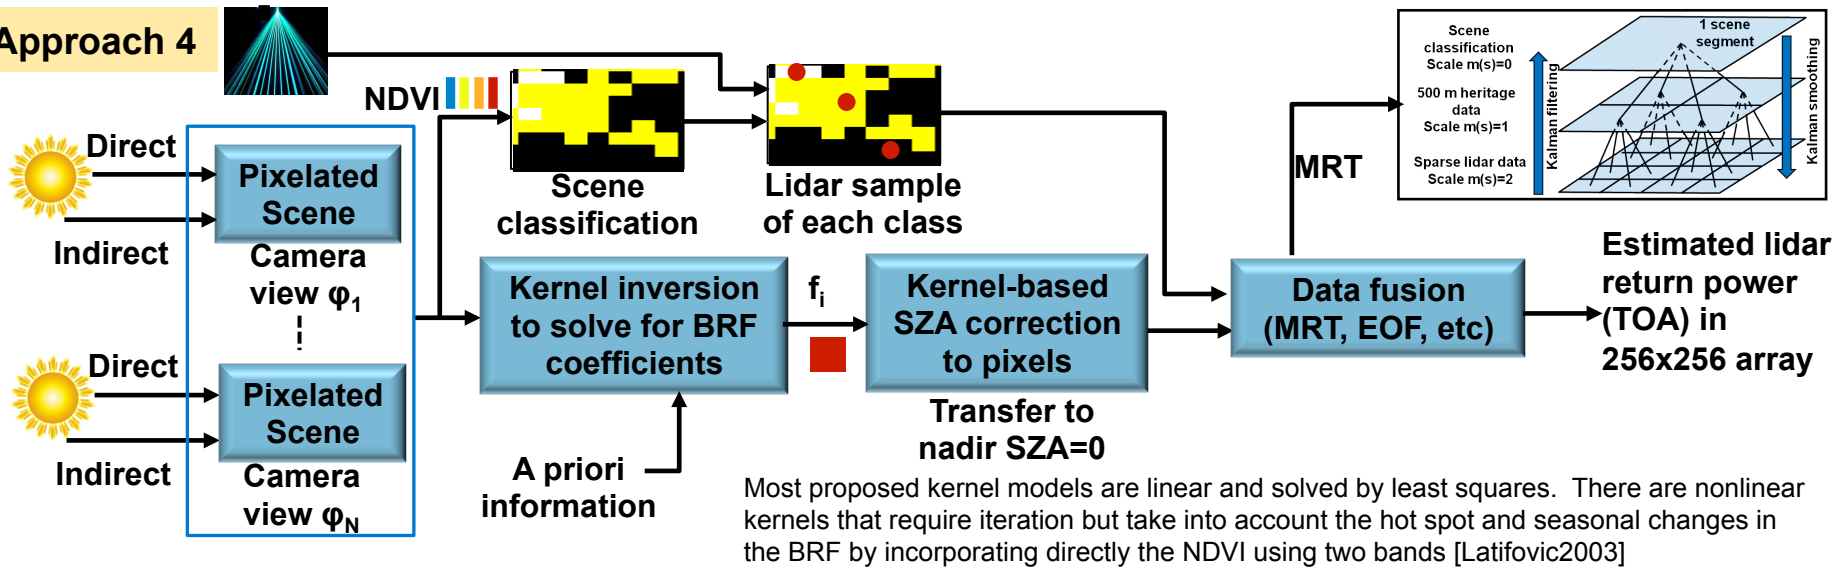 Approach 4
NDVI
Direct
Indirect
Pixelated
Scene
Camera
view φ1
Direct
Indirect
Pixelated
Scene
Camera
view φN
Scene
classification
Lidar sample
of each class
Kernel inversion
to solve for BRF
coefficients
A priori
information
fi
Kernel-based
SZA correction
to pixels
Transfer to
nadir SZA=0
MRT
Data fusion
(MRT, EOF, etc)
Estimated lidar
return power
(TOA) in
256x256 array
Scene
classification
Scale m(s)=0
500 m heritage
data
Scale m(s)=1
Sparse lidar data
Scale m(s)=2
Kalman filtering
1 scene
segment
Kalman smoothing
Most proposed kernel models are linear and solved by least squares.  There are nonlinear
kernels that require iteration but take into account the hot spot and seasonal changes in
the BRF by incorporating directly the NDVI using two bands [Latifovic2003]